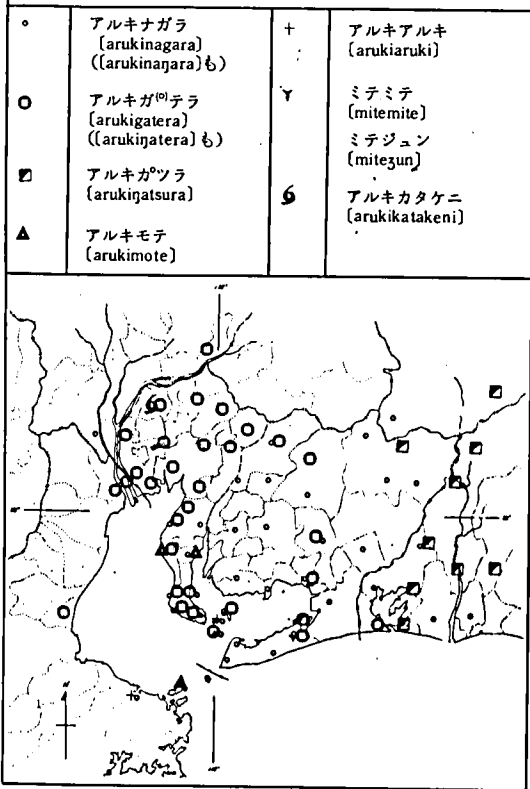 アルキナガラ
[arukinagara]
([arukinaŋara]も)
アルキガ(゚)テラ
[arukigatera]
([arukiŋatera]も)
アルキカ゚ツラ
[arukiŋatsura]
アルキモテ
[arukimote]
アルキアルキ
[arukiaruki]
ミテミテ
[mitemite]
ミテジュン
[miteʒun]
アルキカタケニ
[arukikatakeni]